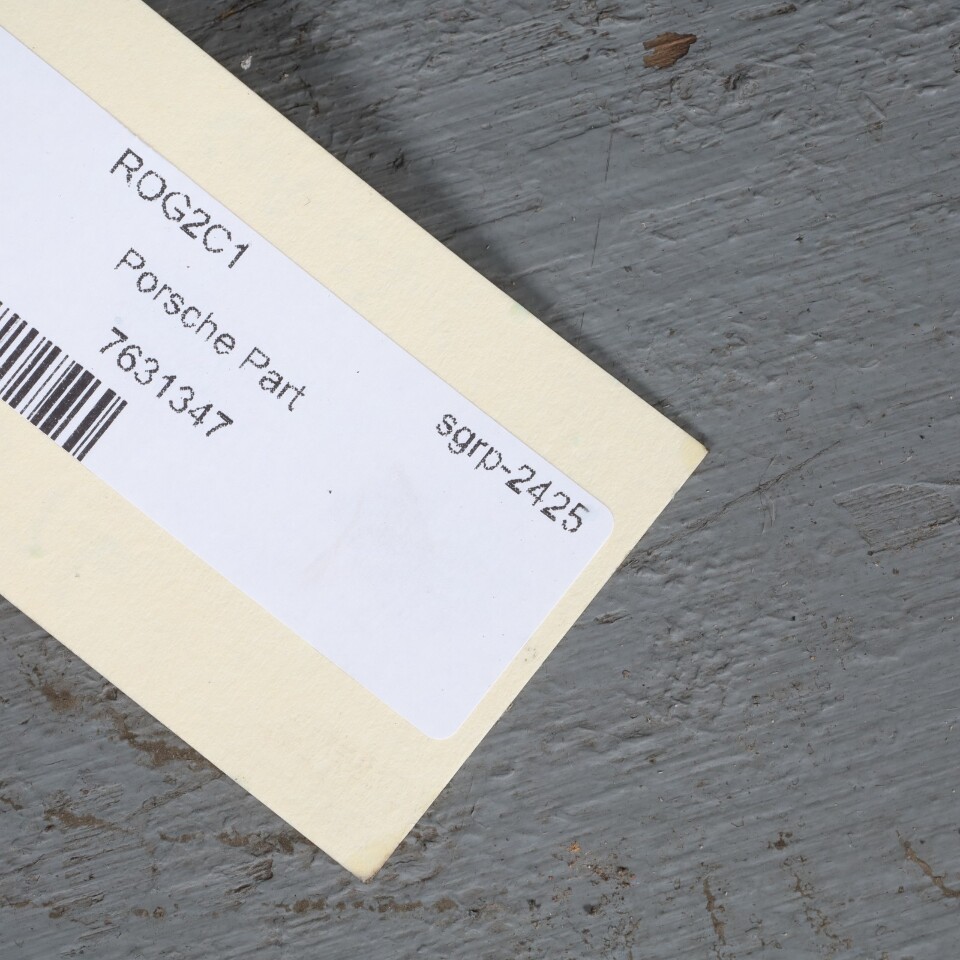 ROG2C1
Porsche Part
7631347
sgrp-2425